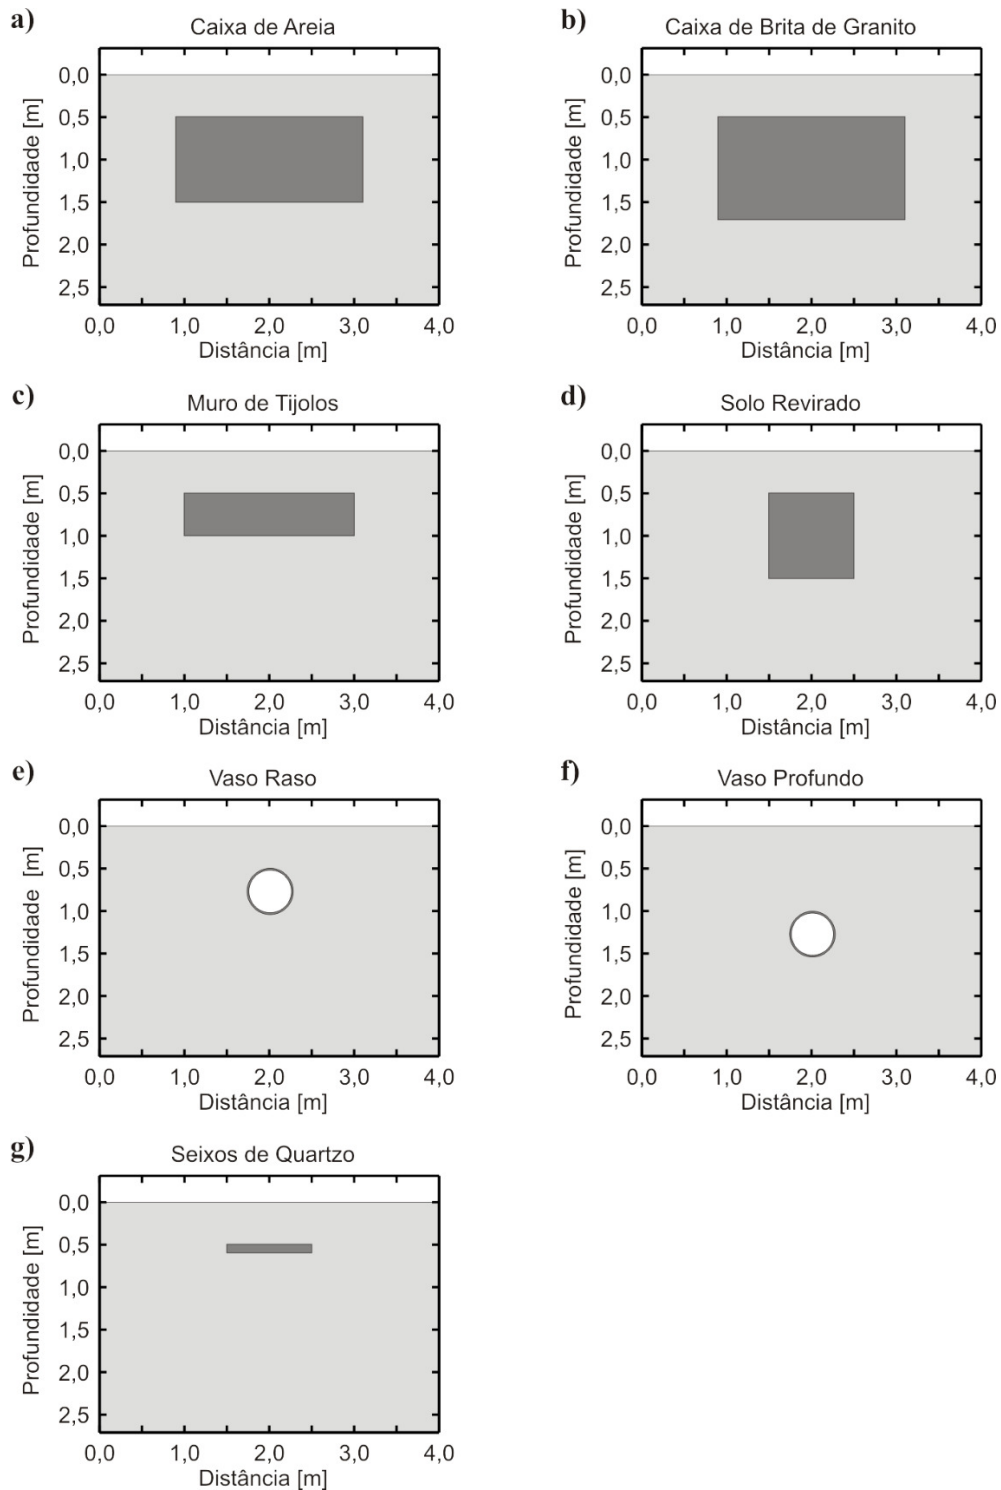 a)
Caixa de Areia
Profundidade [m]
0,0
0,5
1,0
1,5
2,0
2,5
0,0 1,0 2,0 3,0 4,0
Distância [m]
b)
Caixa de Brita de Granito
Profundidade [m]
0,0
0,5
1,0
1,5
2,0
2,5
0,0 1,0 2,0 3,0 4,0
Distância [m]
c)
Muro de Tijolos
Profundidade [m]
0,0
0,5
1,0
1,5
2,0
2,5
0,0 1,0 2,0 3,0 4,0
Distância [m]
d)
Solo Revirado
Profundidade [m]
0,0
0,5
1,0
1,5
2,0
2,5
0,0 1,0 2,0 3,0 4,0
Distância [m]
e)
Vaso Raso
Profundidade [m]
0,0
0,5
1,0
1,5
2,0
2,5
0,0 1,0 2,0 3,0 4,0
Distância [m]
f)
Vaso Profundo
Profundidade [m]
0,0
0,5
1,0
1,5
2,0
2,5
0,0 1,0 2,0 3,0 4,0
Distância [m]
g)
Seixos de Quartzo
Profundidade [m]
0,0
0,5
1,0
1,5
2,0
2,5
0,0 1,0 2,0 3,0 4,0
Distância [m]